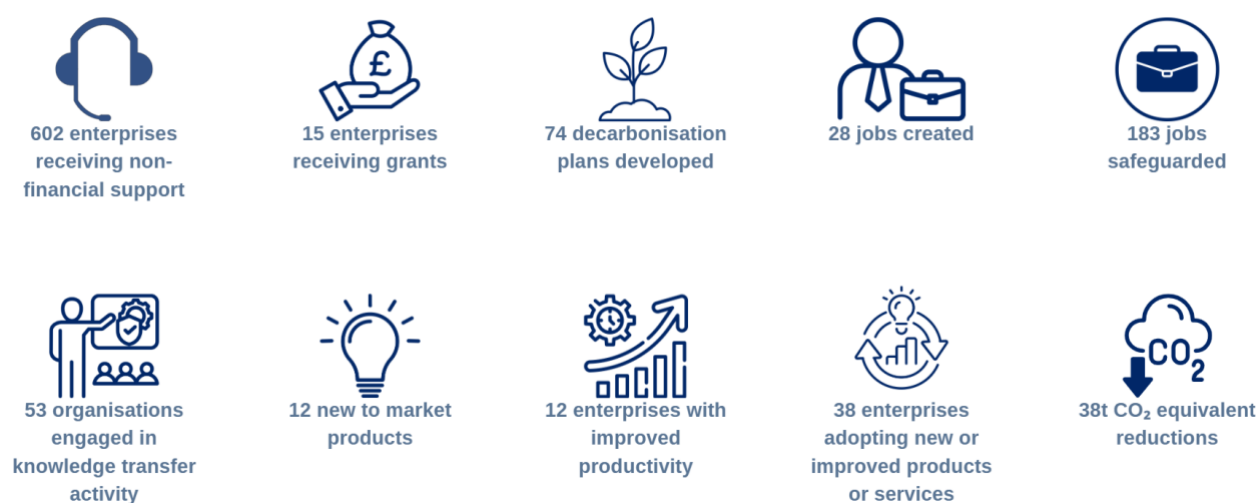 £
602 enterprises
receiving non-
financial support
15 enterprises
receiving grants
74 decarbonisation
plans developed
28 jobs created
183 jobs
safeguarded
53 organisations
engaged in
knowledge transfer
activity
12 new to market
products
12 enterprises with
improved
productivity
38 enterprises
adopting new or
improved products
or services
CO2
38t CO₂ equivalent
reductions